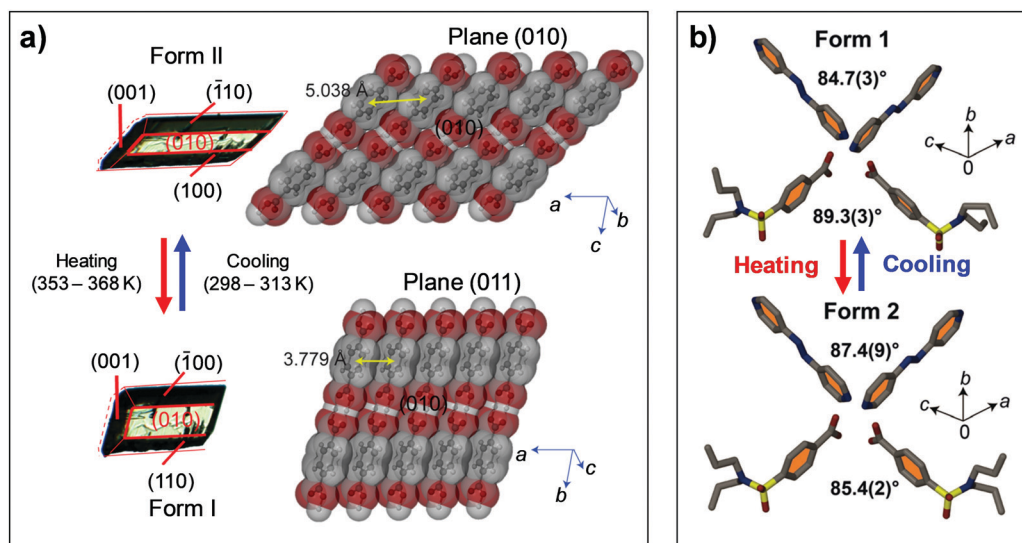 a)
Form II
(001)
(1̄10)
(010)
(100)
Plane (010)
5.038 Å
(010)
a
b
c
Heating
(353 – 368 K)
Cooling
(298 – 313 K)
(001)
(1̄00)
(010)
(110)
Form I
Plane (011)
3.779 Å
(010)
a
c
b
b)
Form 1
84.7(3)°
b
c
a
0
89.3(3)°
Heating
Cooling
Form 2
87.4(9)°
b
c
a
0
85.4(2)°